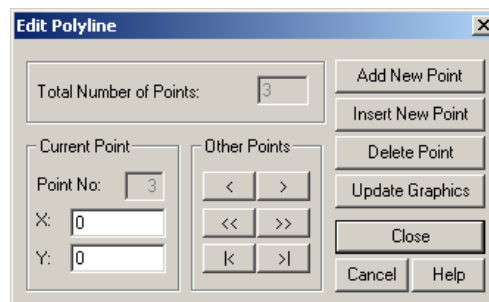 Edit Polyline
Total Number of Points: 3
Add New Point
Insert New Point
Delete Point
Update Graphics
Close
Cancel Help
Current Point
Point No: 3
X: 0
Y: 0
Other Points
< >
<< >>
|< >|